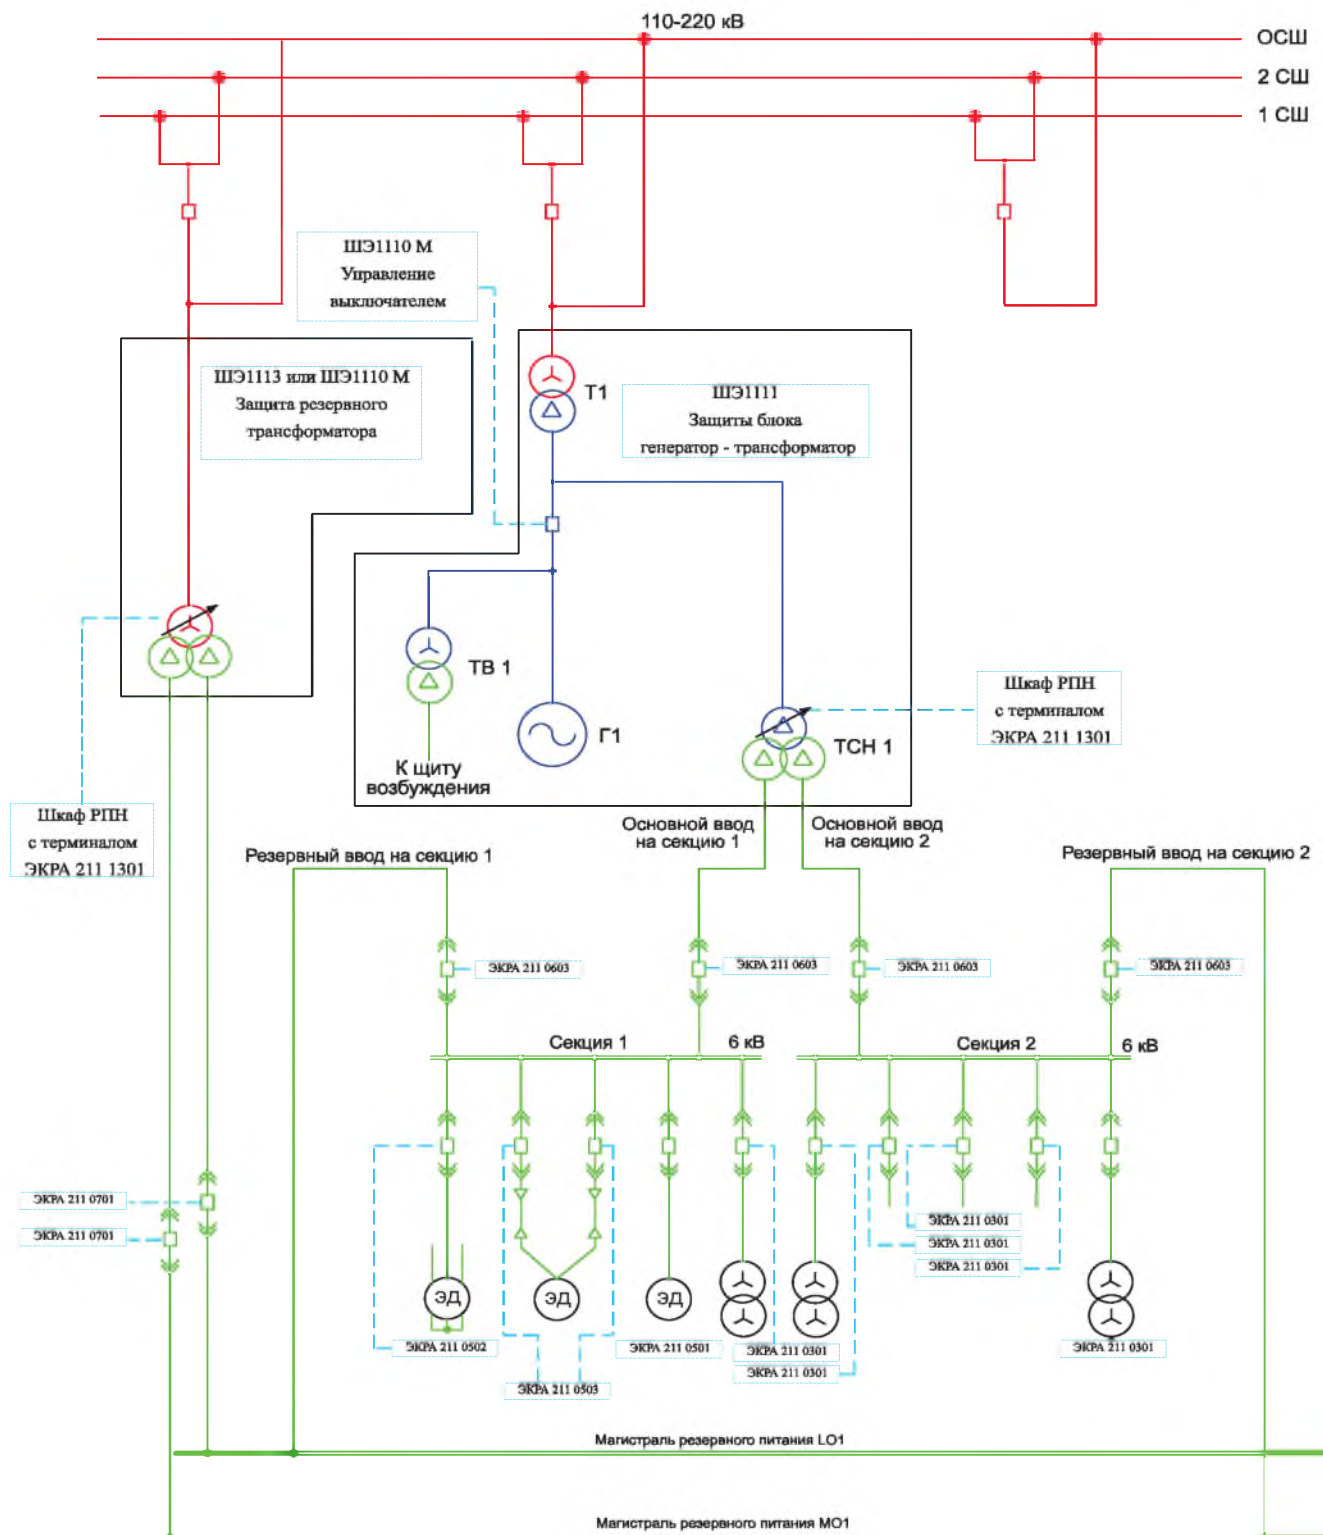 110-220 кВ
ОСШ
2 СШ
1 СШ
ШЭ1110 М
Управление
выключателем
ШЭ1113 или ШЭ1110 М
Защита резервного
трансформатора
Т1
ШЭ1111
Защиты блока
генератор - трансформатор
ТВ 1
Г1
К щиту
возбуждения
ТСН 1
Шкаф РПН
с терминалом
ЭКРА 211 1301
Шкаф РПН
с терминалом
ЭКРА 211 1301
Основной ввод
на секцию 1
Основной ввод
на секцию 2
Резервный ввод на секцию 1
Резервный ввод на секцию 2
ЭКРА 211 0603
ЭКРА 211 0603
ЭКРА 211 0603
ЭКРА 211 0603
Секция 1
6 кВ
Секция 2
6 кВ
ЭКРА 211 0701
ЭКРА 211 0701
ЭКРА 211 0301
ЭКРА 211 0301
ЭКРА 211 0301
ЭД
ЭД
ЭД
ЭКРА 211 0502
ЭКРА 211 0501
ЭКРА 211 0301
ЭКРА 211 0301
ЭКРА 211 0301
ЭКРА 211 0503
Магистраль резервного питания LO1
Магистраль резервного питания МО1